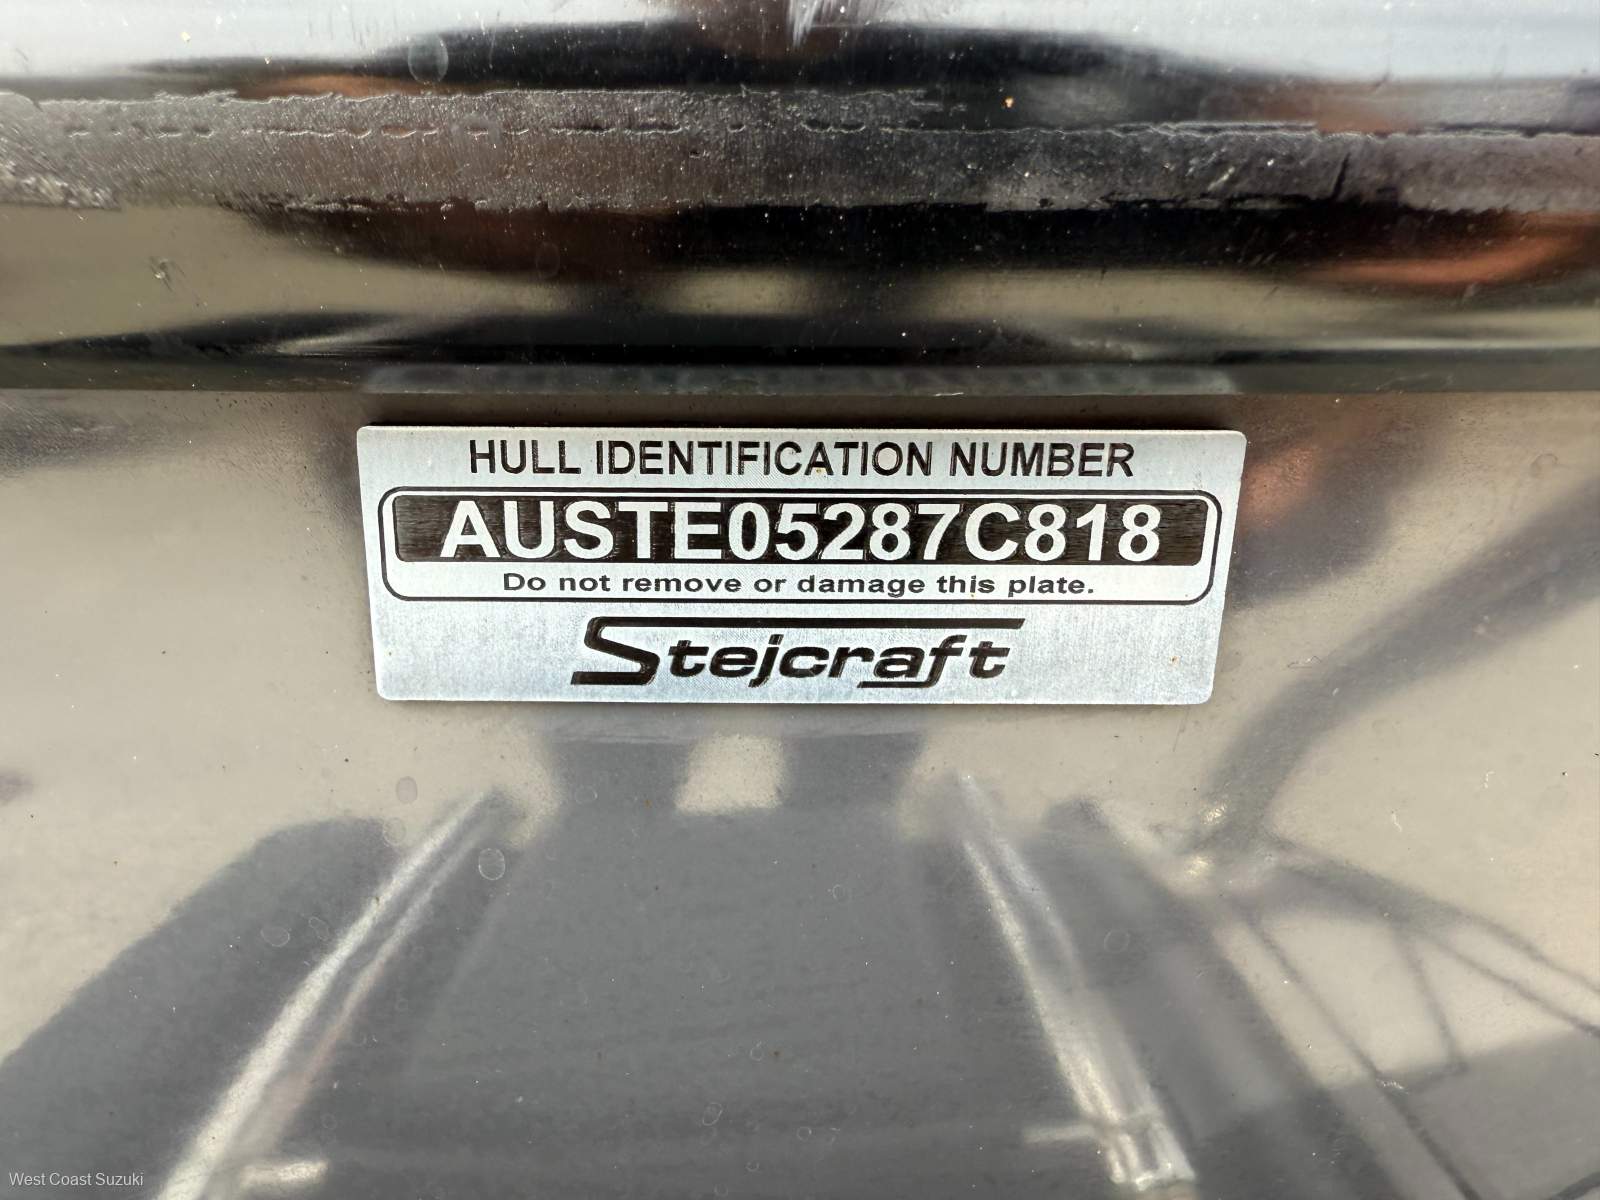 HULL IDENTIFICATION NUMBER
AUSTE05287C818
Do not remove or damage this plate.
Stejcraft
West Coast Suzuki